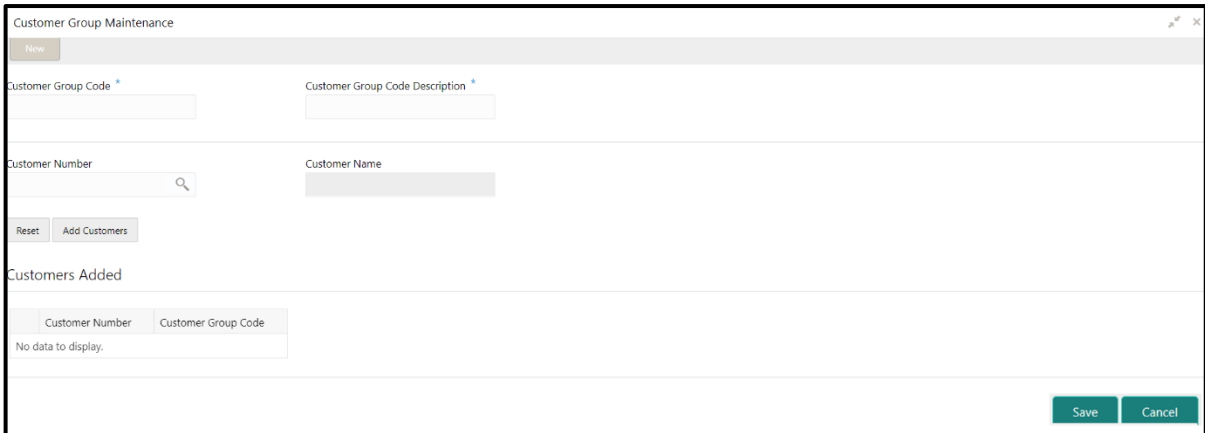 Customer Group Maintenance
New
Customer Group Code *
Customer Group Code Description *
Customer Number
Customer Name
Reset
Add Customers
Customers Added
Customer Number
Customer Group Code
No data to display.
Save
Cancel